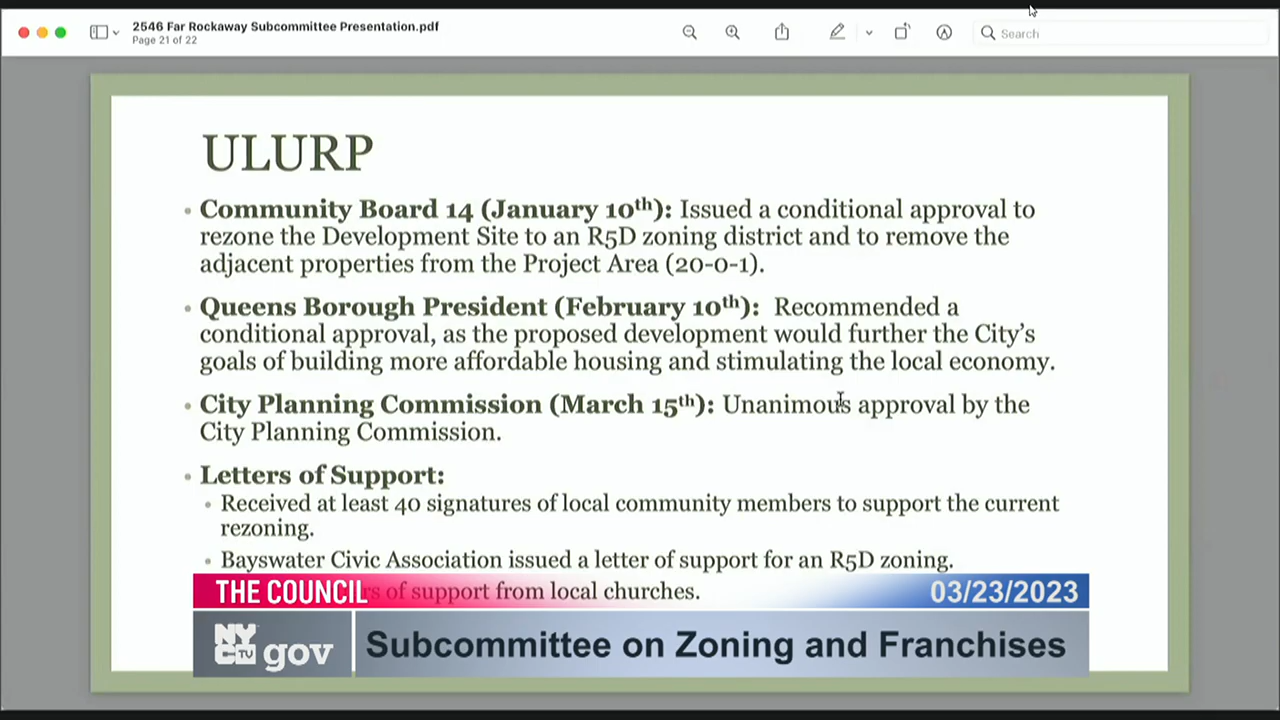 2546 Far Rockaway Subcommittee Presentation.pdf
Page 21 of 22
Search
ULURP
• Community Board 14 (January 10th): Issued a conditional approval to
rezone the Development Site to an R5D zoning district and to remove the
adjacent properties from the Project Area (20-0-1).
• Queens Borough President (February 10th): Recommended a
conditional approval, as the proposed development would further the City's
goals of building more affordable housing and stimulating the local economy.
• City Planning Commission (March 15th): Unanimous approval by the
City Planning Commission.
• Letters of Support:
• Received at least 40 signatures of local community members to support the current
rezoning.
• Bayswater Civic Association issued a letter of support for an R5D zoning.
of support from local churches.
THE COUNCIL
03/23/2023
NYC TV gov
Subcommittee on Zoning and Franchises